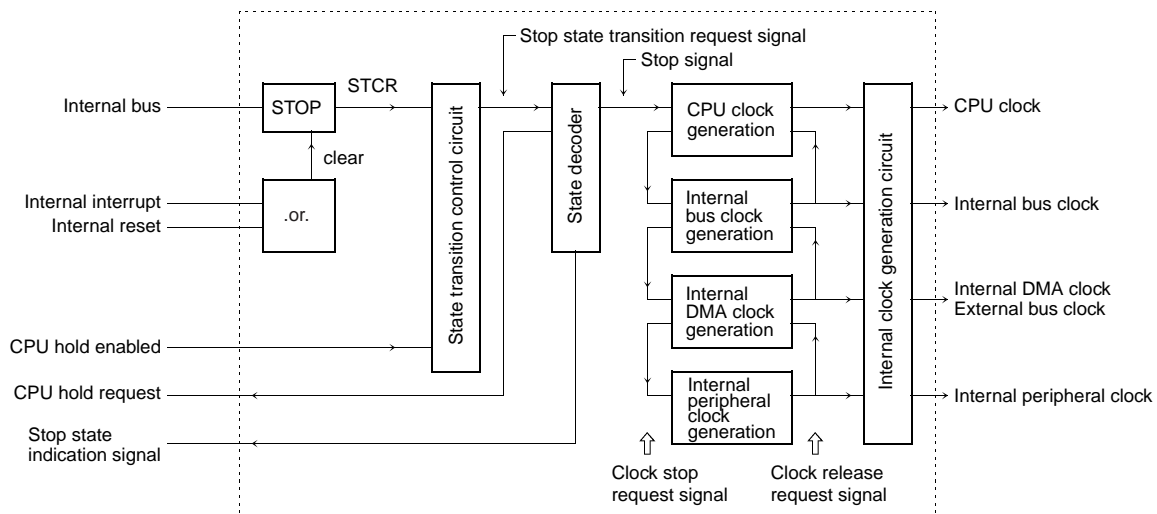 Stop state transition request signal
Stop signal
Internal bus
STOP
STCR
clear
Internal interrupt
Internal reset
.or.
State transition control circuit
State decoder
CPU clock
generation
Internal
bus clock
generation
Internal
DMA clock
generation
Internal
peripheral
clock
generation
Internal clock generation circuit
CPU clock
Internal bus clock
Internal DMA clock
External bus clock
Internal peripheral clock
CPU hold enabled
CPU hold request
Stop state
indication signal
Clock stop
request signal
Clock release
request signal